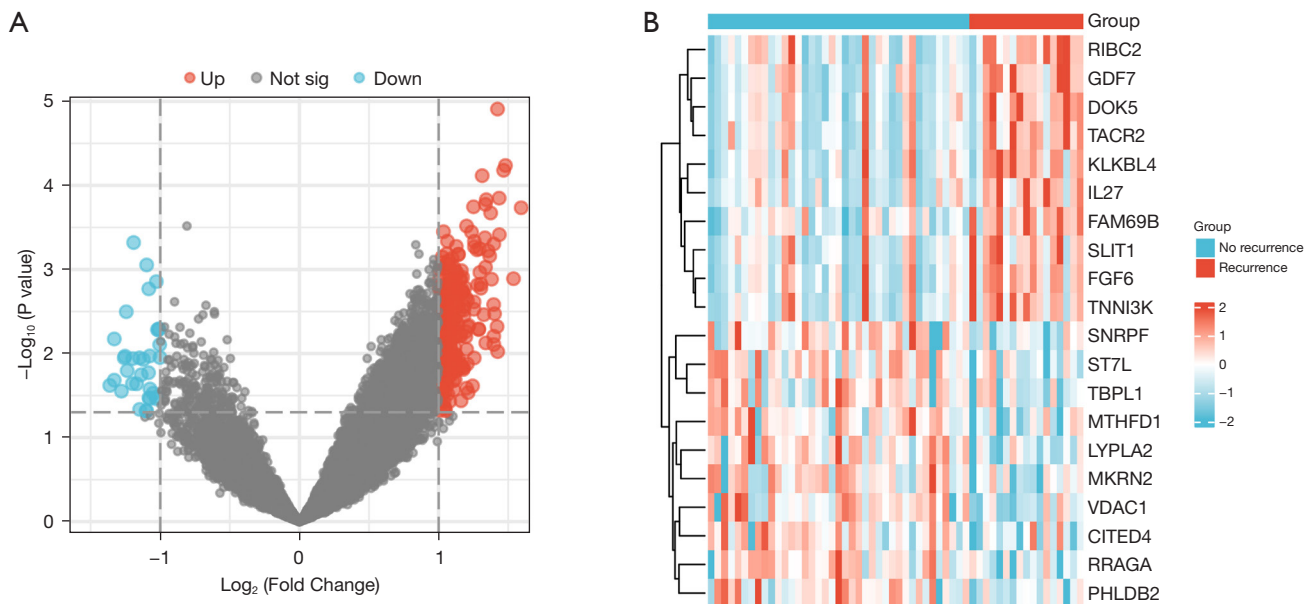 A
Up Not sig Down
5
4
3
2
1
0
−Log10 (P value)
−1 0 1
Log2 (Fold Change)
B
Group
RIBC2
GDF7
DOK5
TACR2
KLKBL4
IL27
FAM69B
SLIT1
FGF6
TNNI3K
SNRPF
ST7L
TBPL1
MTHFD1
LYPLA2
MKRN2
VDAC1
CITED4
RRAGA
PHLDB2
Group
No recurrence
Recurrence
2
1
0
−1
−2